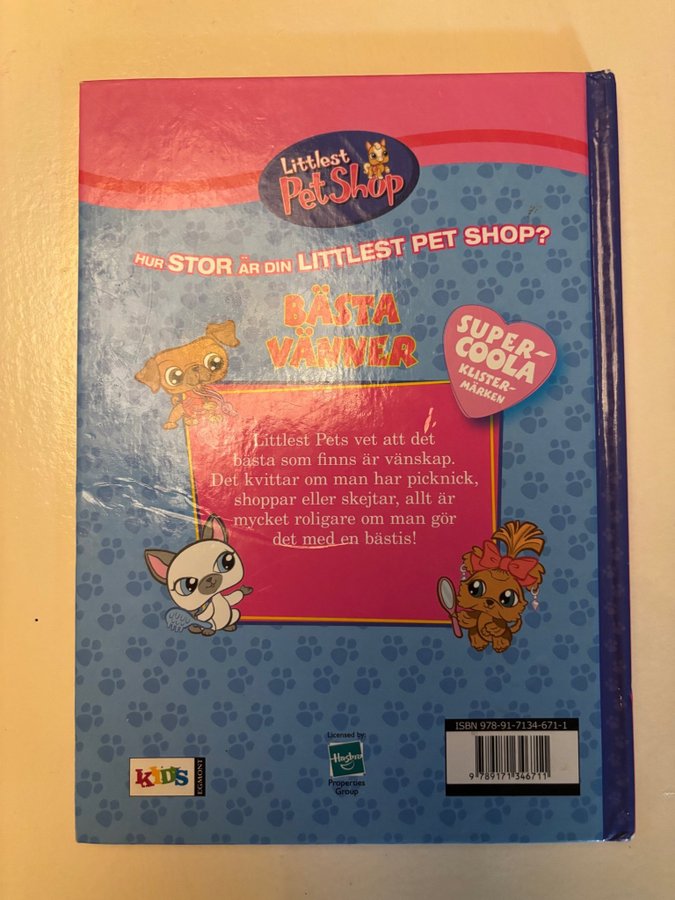 Littlest
PetShop
HUR STOR ÄR DIN LITTLEST PET SHOP?
BÄSTA
VÄNNER
SUPER-
COOLA
KLISTER-
MÄRKEN
Littlest Pets vet att det
bästa som finns är vänskap.
Det kvittar om man har picknick,
shoppar eller skejtar, allt är
mycket roligare om man gör
det med en bästis!
ISBN 978-91-7134-671-1
9 789171 346711
Licensed by:
Hasbro
Properties
Group
KIDS
EGMONT